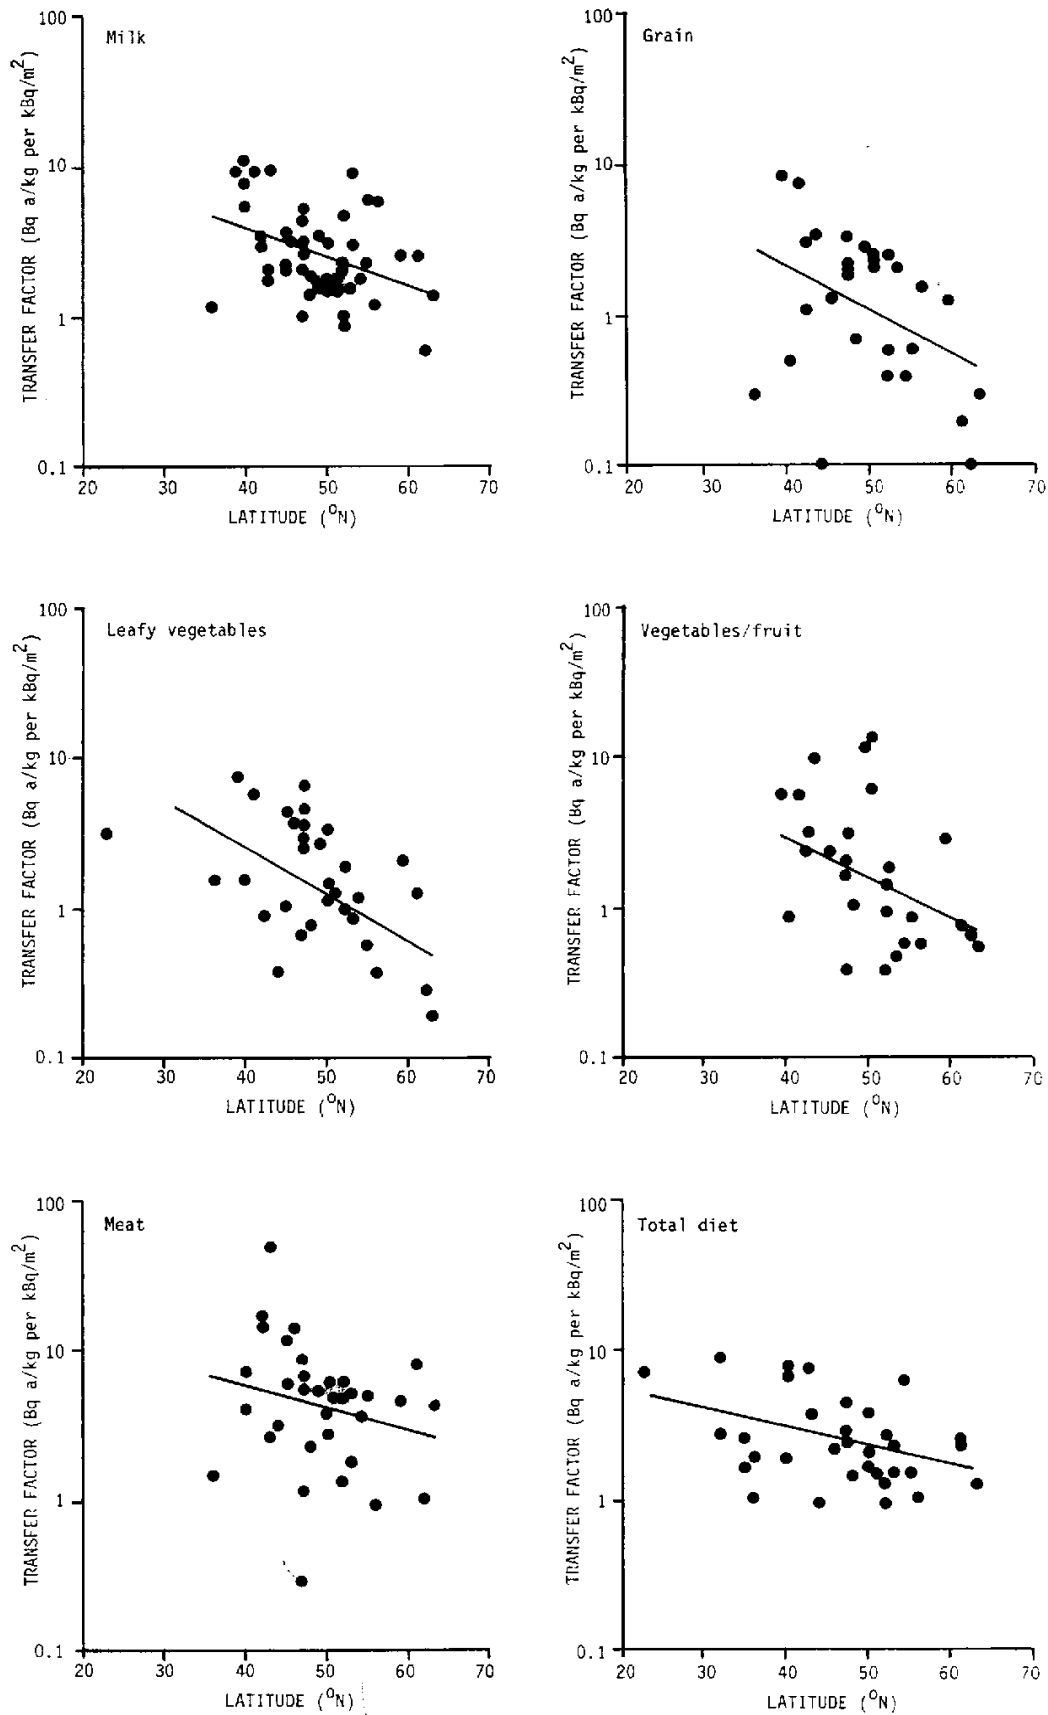 Milk
TRANSFER FACTOR (Bq a/kg per kBq/m²)
100
10
1
0.1
20 30 40 50 60 70
LATITUDE (°N)
Grain
TRANSFER FACTOR (Bq a/kg per kBq/m²)
100
10
1
0.1
20 30 40 50 60 70
LATITUDE (°N)
Leafy vegetables
TRANSFER FACTOR (Bq a/kg per kBq/m²)
100
10
1
0.1
20 30 40 50 60 70
LATITUDE (°N)
Vegetables/fruit
TRANSFER FACTOR (Bq a/kg per kBq/m²)
100
10
1
0.1
20 30 40 50 60 70
LATITUDE (°N)
Meat
TRANSFER FACTOR (Bq a/kg per kBq/m²)
100
10
1
0.1
20 30 40 50 60 70
LATITUDE (°N)
Total diet
TRANSFER FACTOR (Bq a/kg per kBq/m²)
100
10
1
0.1
20 30 40 50 60 70
LATITUDE (°N)